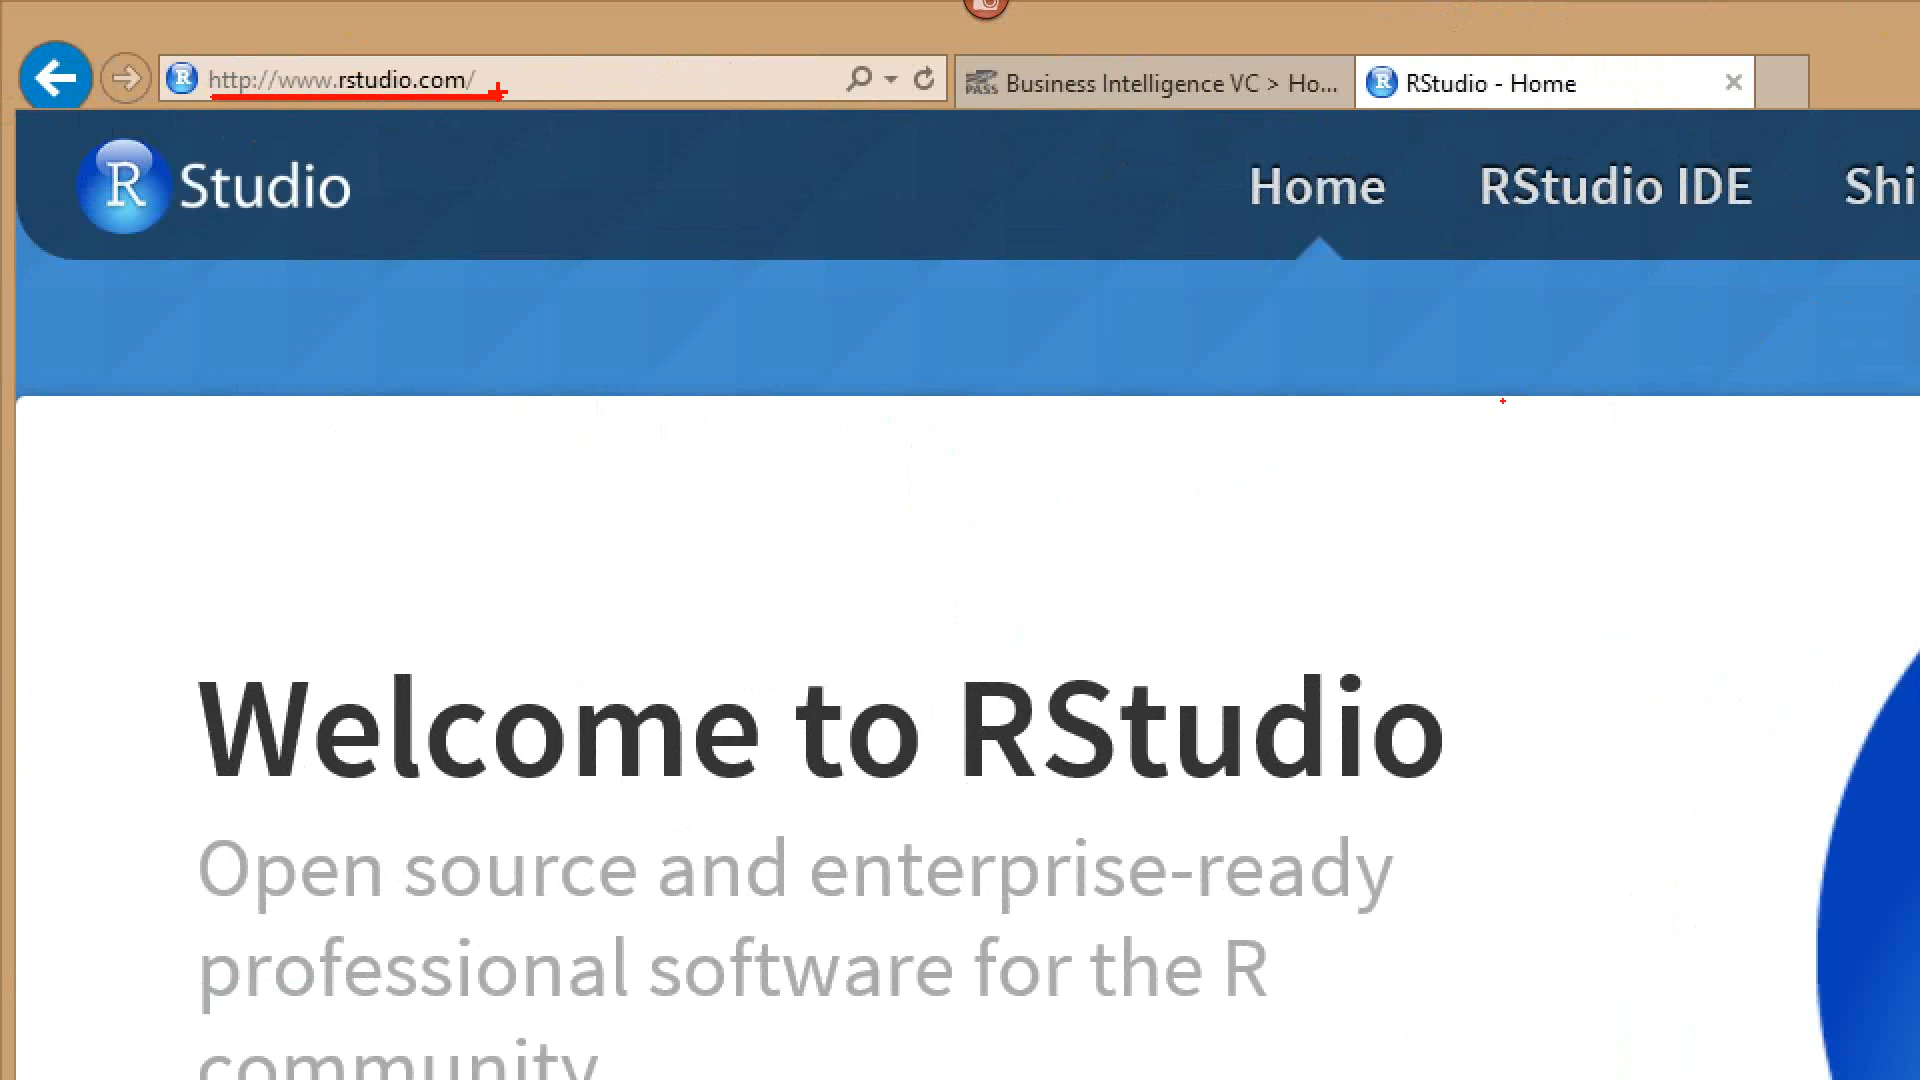 http://www.rstudio.com/
PASS Business Intelligence VC > Ho...
R RStudio - Home
R Studio
Home RStudio IDE Shi
Welcome to RStudio
Open source and enterprise-ready
professional software for the R
community